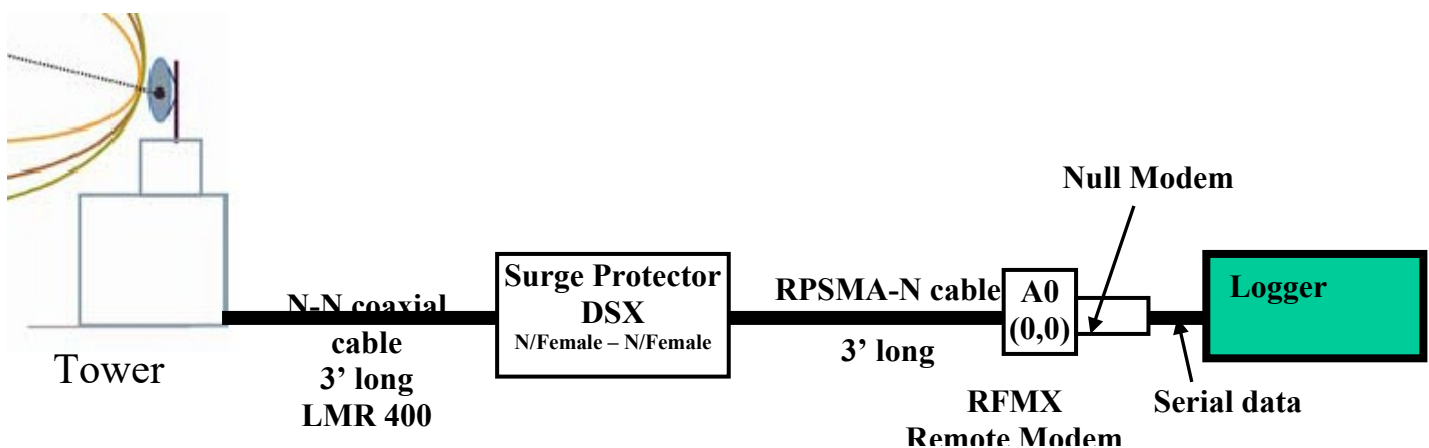 Tower
N-N coaxial
cable
3’ long
LMR 400
Surge Protector
DSX
N/Female – N/Female
RPSMA-N cable
3’ long
A0
(0,0)
RFMX
Remote Modem
Null Modem
Serial data
Logger